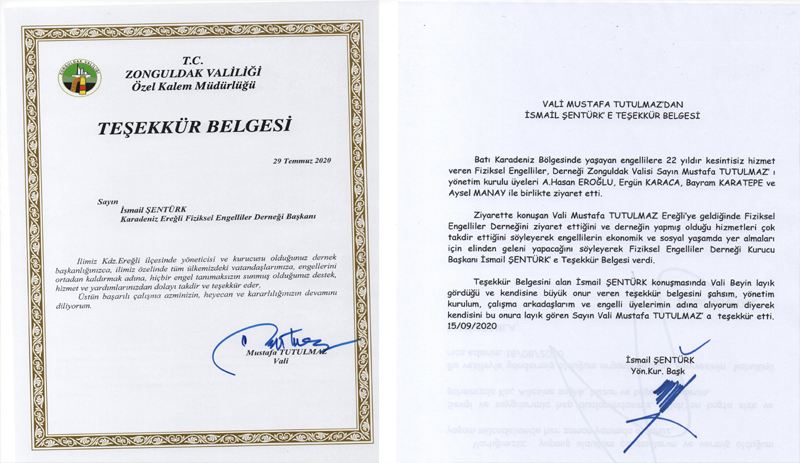 T.C.
ZONGULDAK VALİLİĞİ
Özel Kalem Müdürlüğü
TEŞEKKÜR BELGESİ
29 Temmuz 2020
Sayın
İsmail ŞENTÜRK
Karadeniz Ereğli Fiziksel Engelliler Derneği Başkanı
İlimiz Kdz.Ereğli ilçesinde yöneticisi ve kurucusu olduğunuz dernek
başkanlığınızca, ilimiz özelinde tüm ülkemizdeki vatandaşlarımıza, engellerini
ortadan kaldırmak adına, hiçbir engel tanımaksızın sunmuş olduğunuz destek,
hizmet ve yardımlarınızdan dolayı takdir ve teşekkür eder,
Üstün başarılı çalışma azminizin, heyecan ve kararlılığınızın devamını
diliyorum.
Mustafa TUTULMAZ
Vali
VALİ MUSTAFA TUTULMAZ'DAN
İSMAİL ŞENTÜRK' E TEŞEKKÜR BELGESİ
Batı Karadeniz Bölgesinde yaşayan engellilere 22 yıldır kesintisiz hizmet
veren Fiziksel Engelliler, Derneği Zonguldak Valisi Sayın Mustafa TUTULMAZ' ı
yönetim kurulu üyeleri A.Hasan EROĞLU, Ergün KARACA, Bayram KARATEPE ve
Aysel MANAY ile birlikte ziyaret etti.
Ziyarette konuşan Vali Mustafa TUTULMAZ Ereğli'ye geldiğinde Fiziksel
Engelliler Derneğini ziyaret ettiğini ve derneğin yapmış olduğu hizmetleri çok
takdir ettiğini söyleyerek engellilerin ekonomik ve sosyal yaşamda yer almaları
için elinden geleni yapacağını söyleyerek Fiziksel Engelliler Derneği Kurucu
Başkanı İsmail ŞENTÜRK' e Teşekkür Belgesi verdi.
Teşekkür Belgesini alan İsmail ŞENTÜRK konuşmasında Vali Beyin layık
gördüğü ve kendisine büyük onur veren teşekkür belgesini şahsım, yönetim
kurulum, çalışma arkadaşım ve engelli üyelerimin adına alıyorum diyerek
kendisini bu onura layık gören Sayın Vali Mustafa TUTULMAZ' a teşekkür etti.
15/09/2020
İsmail ŞENTÜRK
Yön.Kur. Başk